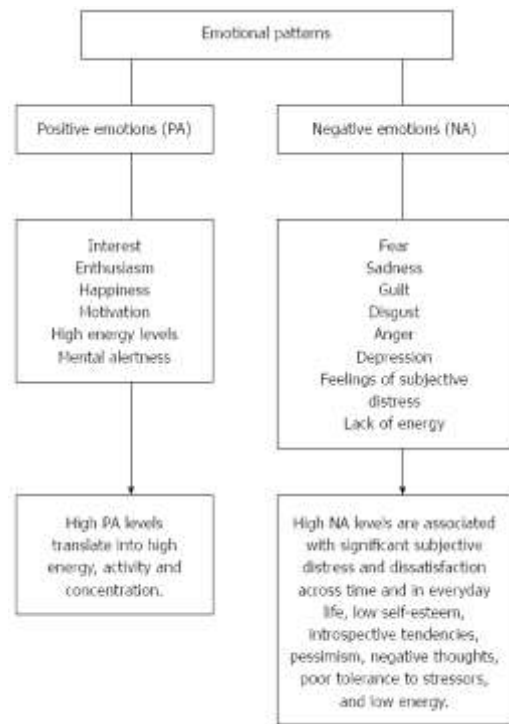 Emotional patterns
Positive emotions (PA)
Negative emotions (NA)
Interest
Enthusiasm
Happiness
Motivation
High energy levels
Mental alertness
Fear
Sadness
Guilt
Disgust
Anger
Depression
Feelings of subjective
distress
Lack of energy
High PA levels
translate into high
energy, activity and
concentration.
High NA levels are associated
with significant subjective
distress and dissatisfaction
across time and in everyday
life, low self-esteem,
introspective tendencies,
pessimism, negative thoughts,
poor tolerance to stressors,
and low energy.